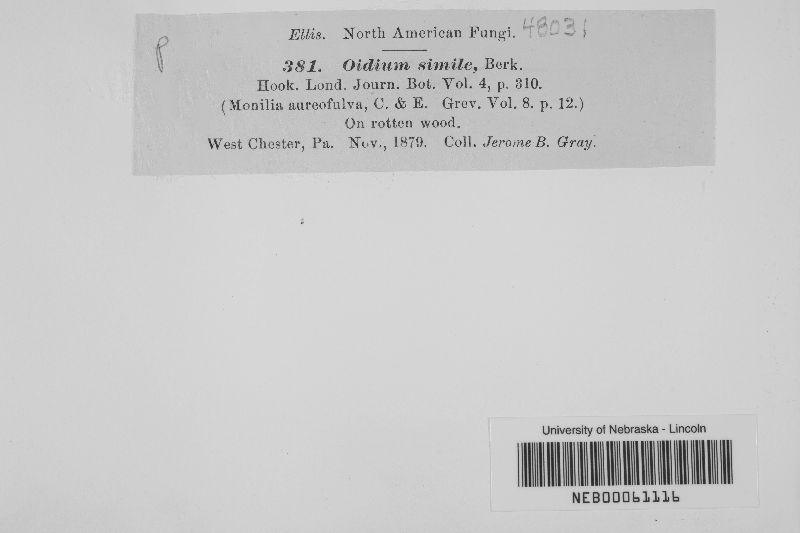 Ellis. North American Fungi. 48031
P
381. Oidium simile, Berk.
Hook. Lond. Journ. Bot. Vol. 4, p. 310.
(Monilia aureofulva, C. & E. Grev. Vol. 8. p. 12.)
On rotten wood.
West Chester, Pa. Nov., 1879. Coll. Jerome B. Gray.
University of Nebraska - Lincoln
NEB00061116